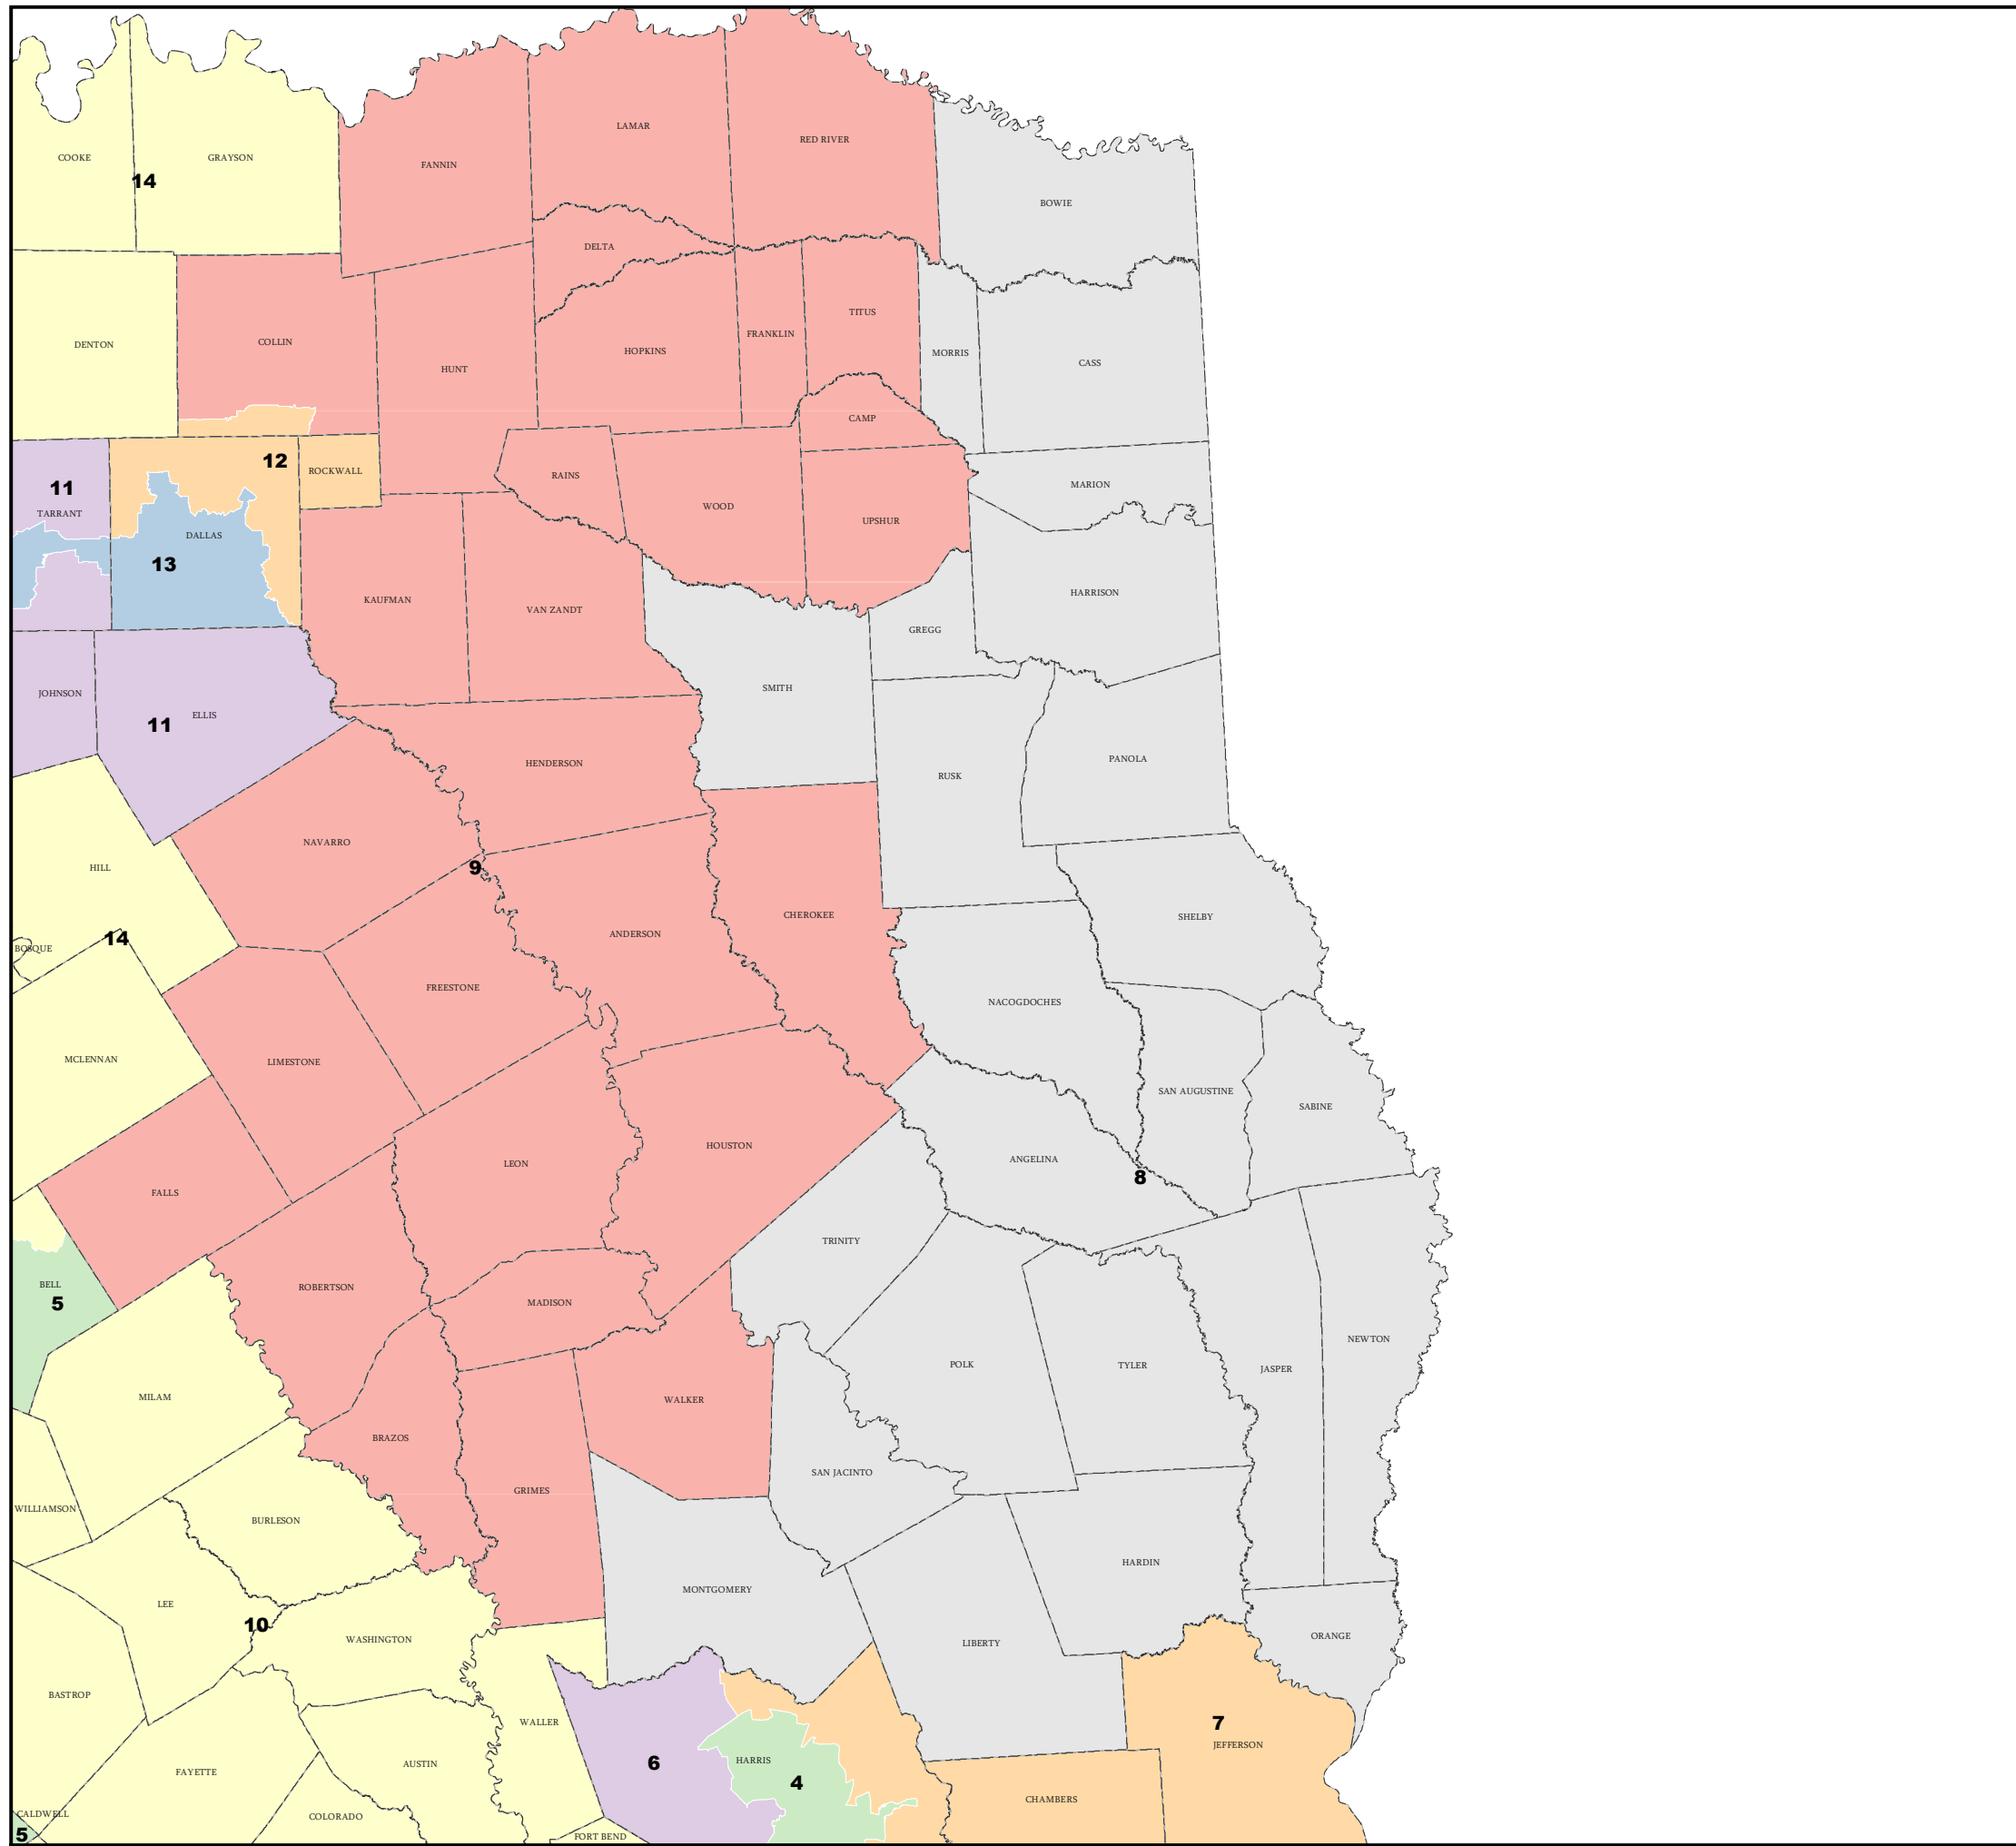 LAMAR
RED RIVER
COOKE
GRAYSON
FANNIN
14
BOWIE
DELTA
TITUS
FRANKLIN
DENTON
COLLIN
HOPKINS
MORRIS
CASS
HUNT
CAMP
12
ROCKWALL
RAINS
MARION
11
TARRANT
WOOD
UPSHUR
DALLAS
13
HARRISON
KAUFMAN
VAN ZANDT
GREGG
SMITH
JOHNSON
11
ELLIS
HENDERSON
RUSK
PANOLA
NAVARRO
HILL
9
CHEROKEE
SHELBY
ANDERSON
14
BOSQUE
FREESTONE
NACOGDOCHES
MCLENNAN
LIMESTONE
SAN AUGUSTINE
SABINE
HOUSTON
ANGELINA
LEON
8
FALLS
TRINITY
BELL
5
ROBERTSON
MADISON
NEWTON
POLK
TYLER
JASPER
MILAM
WALKER
BRAZOS
SAN JACINTO
GRIMES
WILLIAMSON
BURLESON
HARDIN
MONTGOMERY
LEE
10
WASHINGTON
LIBERTY
ORANGE
BASTROP
WALLER
7
JEFFERSON
HARRIS
6
AUSTIN
FAYETTE
4
CHAMBERS
CALDWELL
COLORADO
5
FORT BEND